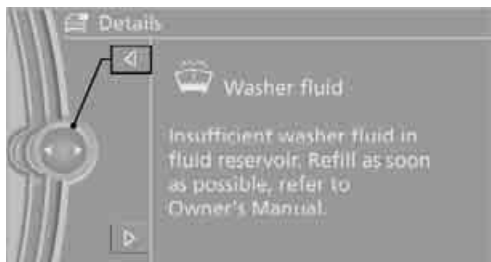 Details
Washer fluid
Insufficient washer fluid in
fluid reservoir. Refill as soon
as possible, refer to
Owner's Manual.